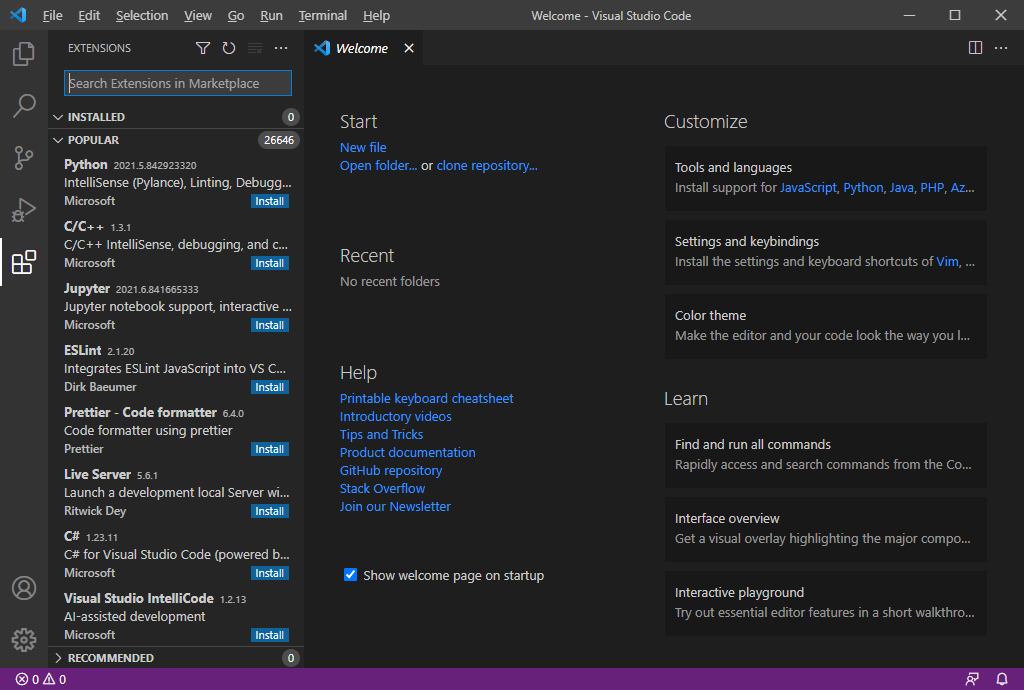 File Edit Selection View Go Run Terminal Help Welcome - Visual Studio Code
EXTENSIONS
Search Extensions in Marketplace
INSTALLED 0
POPULAR 26646
Python 2021.5.842923320
IntelliSense (Pylance), Linting, Debugg...
Microsoft Install
C/C++ 1.3.1
C/C++ IntelliSense, debugging, and c...
Microsoft Install
Jupyter 2021.6.841665333
Jupyter notebook support, interactive ...
Microsoft Install
ESLint 2.1.20
Integrates ESLint JavaScript into VS C...
Dirk Baeumer Install
Prettier - Code formatter 6.4.0
Code formatter using prettier
Prettier Install
Live Server 5.6.1
Launch a development local Server wi...
Ritwick Dey Install
C# 1.23.11
C# for Visual Studio Code (powered b...
Microsoft Install
Visual Studio IntelliCode 1.2.13
AI-assisted development
Microsoft Install
RECOMMENDED 0
Welcome
Start
New file
Open folder... or clone repository...
Recent
No recent folders
Help
Printable keyboard cheatsheet
Introductory videos
Tips and Tricks
Product documentation
GitHub repository
Stack Overflow
Join our Newsletter
Show welcome page on startup
Customize
Tools and languages
Install support for JavaScript, Python, Java, PHP, Az...
Settings and keybindings
Install the settings and keyboard shortcuts of Vim, ...
Color theme
Make the editor and your code look the way you l...
Learn
Find and run all commands
Rapidly access and search commands from the Co...
Interface overview
Get a visual overlay highlighting the major compo...
Interactive playground
Try out essential editor features in a short walkthro...
0 0